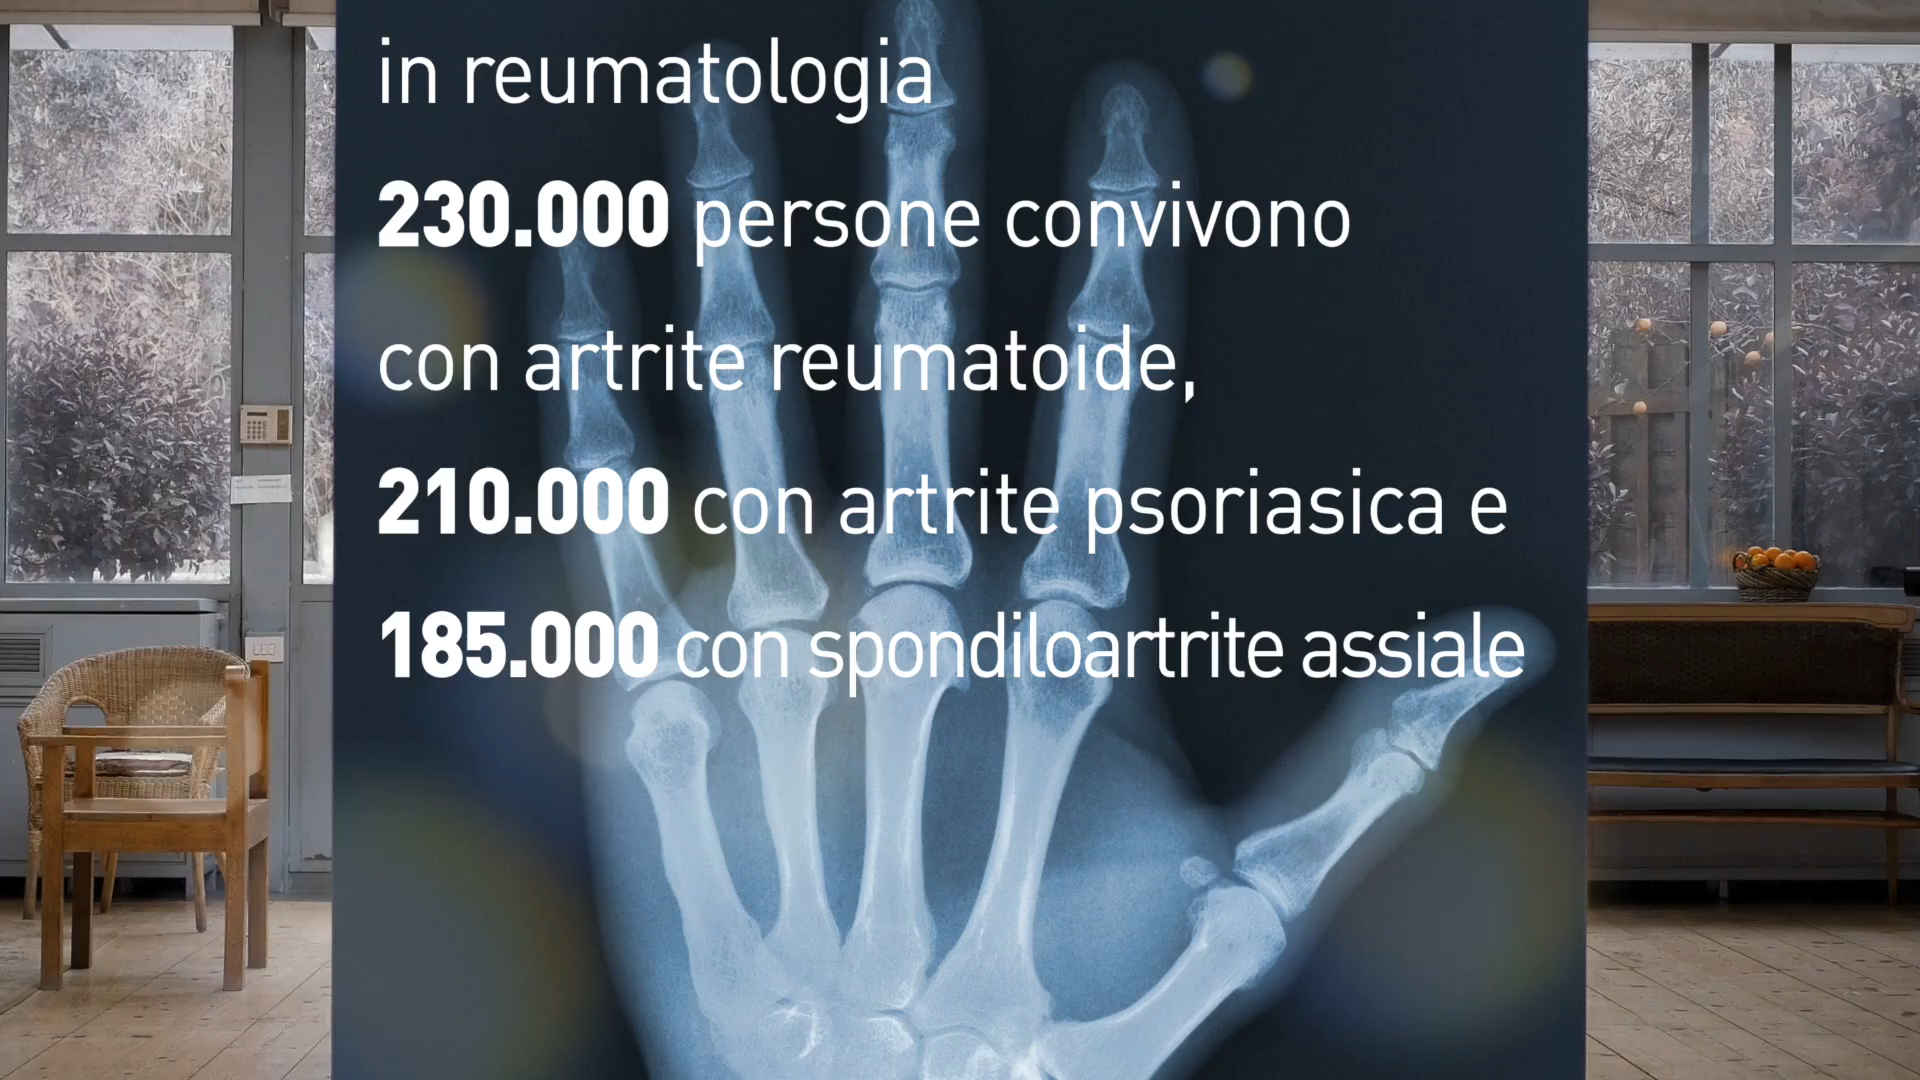 in reumatologia
230.000 persone convivono
con artrite reumatoide,
210.000 con artrite psoriasica e
185.000 con spondiloartrite assiale